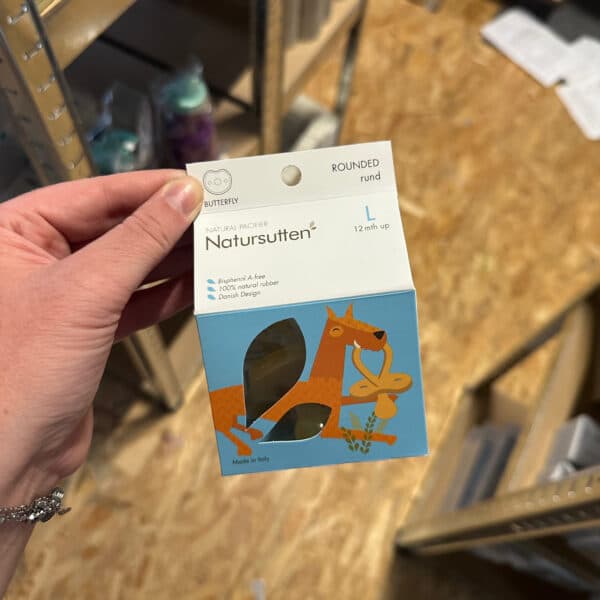 BUTTERFLY
ROUNDED
rund
NATURAL PACIFIER
Natursutten
L
12 mth up
Bisphenol A-free
100% natural rubber
Danish Design
Made in Italy